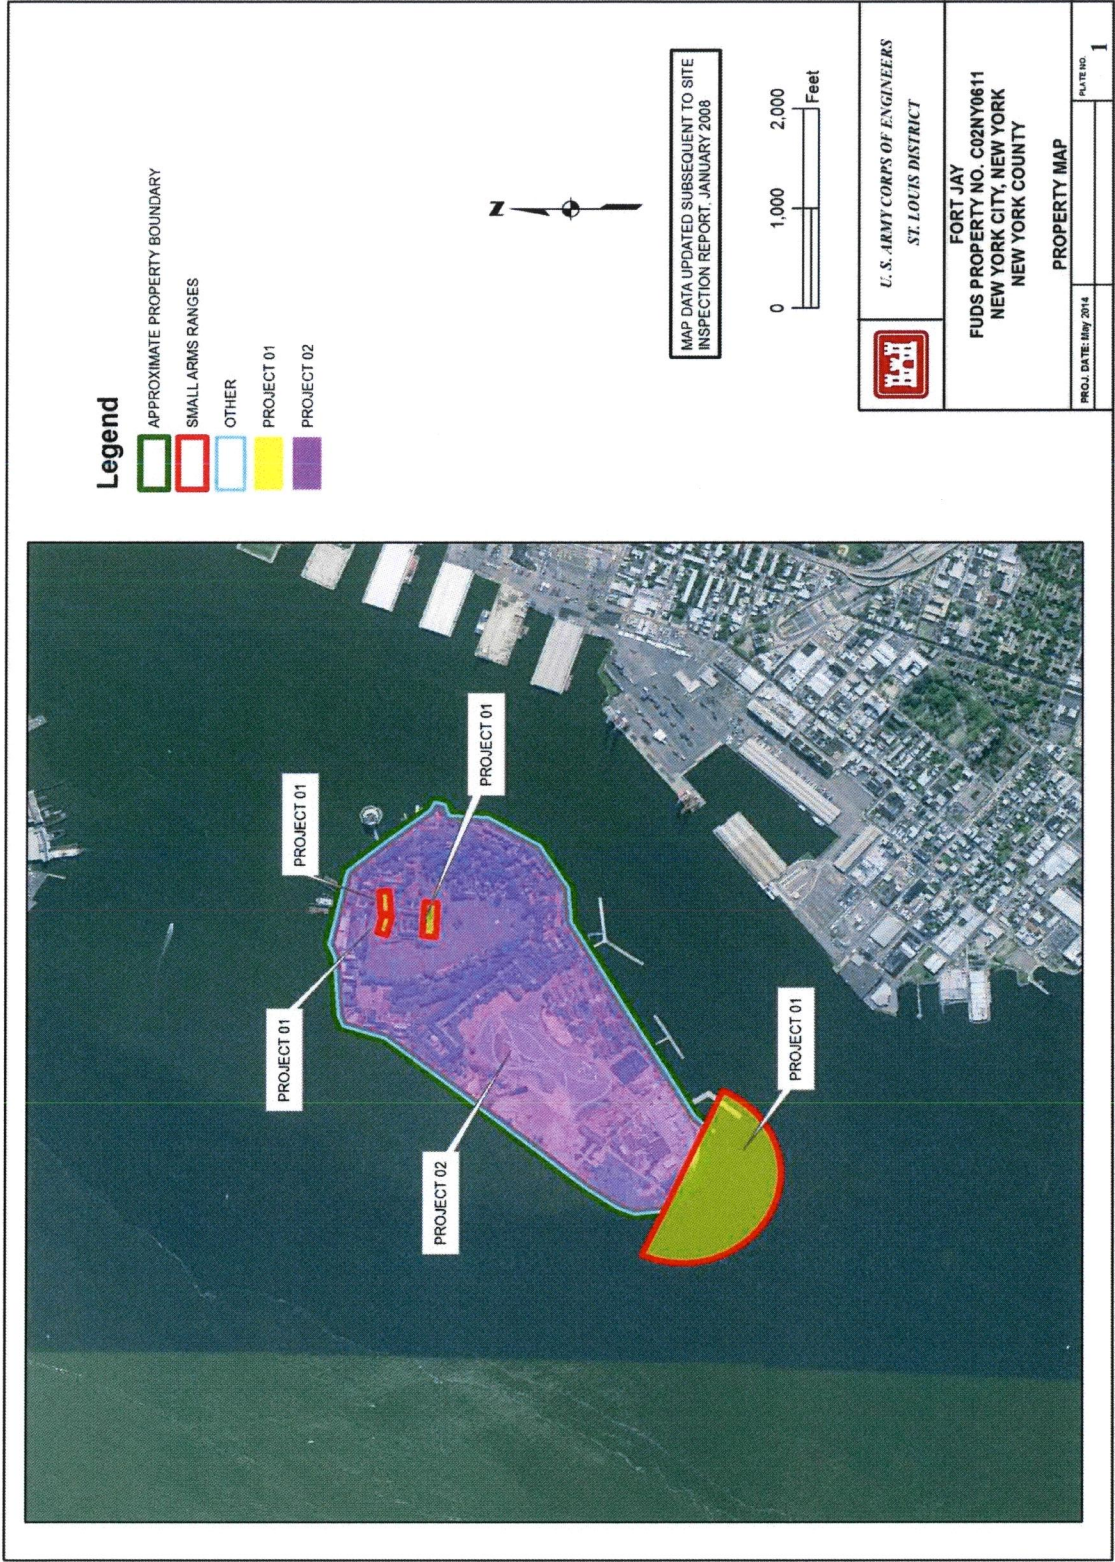 Legend
APPROXIMATE PROPERTY BOUNDARY
SMALL ARMS RANGES
OTHER
PROJECT 01
PROJECT 02
N
MAP DATA UPDATED SUBSEQUENT TO SITE
INSPECTION REPORT, JANUARY 2008
0 1,000 2,000
Feet
U. S. ARMY CORPS OF ENGINEERS
ST. LOUIS DISTRICT
FORT JAY
FUDS PROPERTY NO. C02NY0611
NEW YORK CITY, NEW YORK
NEW YORK COUNTY
PROPERTY MAP
PROJ. DATE: May 2014
PLATE NO.
1
PROJECT 01
PROJECT 01
PROJECT 01
PROJECT 02
PROJECT 01